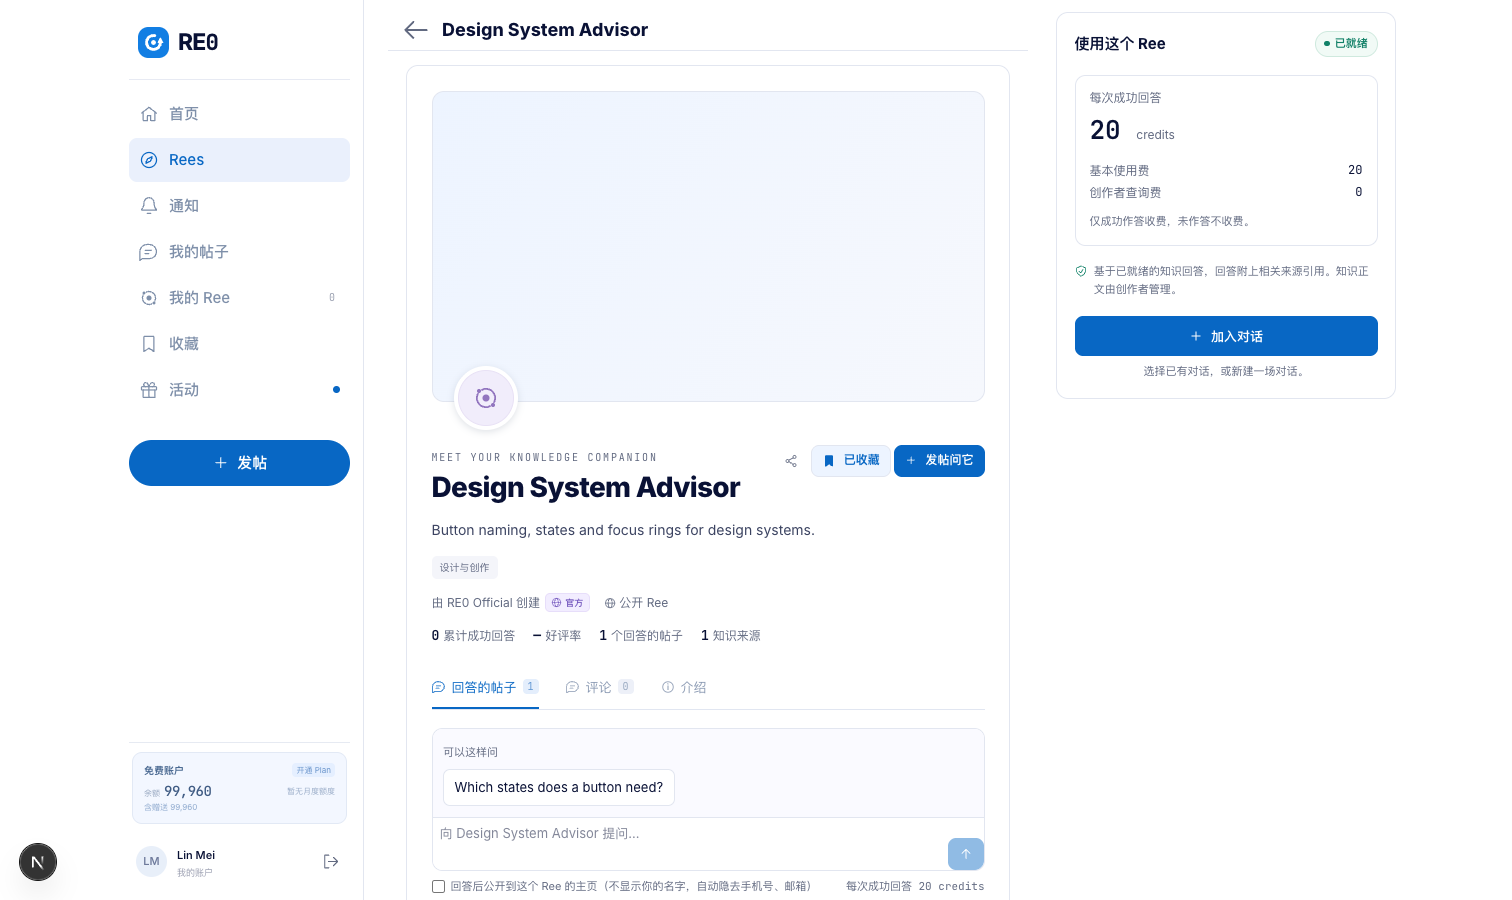 RE0
首页
Rees
通知
我的帖子
我的 Ree
0
收藏
活动
发帖
免费账户
开通 Plan
余额 99,960
暂无月度额度
含赠送 99,960
LM
Lin Mei
我的账户
N
Design System Advisor
MEET YOUR KNOWLEDGE COMPANION
已收藏
发帖问它
Design System Advisor
Button naming, states and focus rings for design systems.
设计与创作
由 RE0 Official 创建 官方 公开 Ree
0 累计成功回答 — 好评率 1 个回答的帖子 1 知识来源
回答的帖子 1 评论 0 介绍
可以这样问
Which states does a button need?
向 Design System Advisor 提问...
回答后公开到这个 Ree 的主页（不显示你的名字，自动隐去手机号、邮箱） 每次成功回答 20 credits
使用这个 Ree
已就绪
每次成功回答
20 credits
基本使用费 20
创作者查询费 0
仅成功作答收费，未作答不收费。
基于已就绪的知识回答，回答附上相关来源引用。知识正
文由创作者管理。
加入对话
选择已有对话，或新建一场对话。